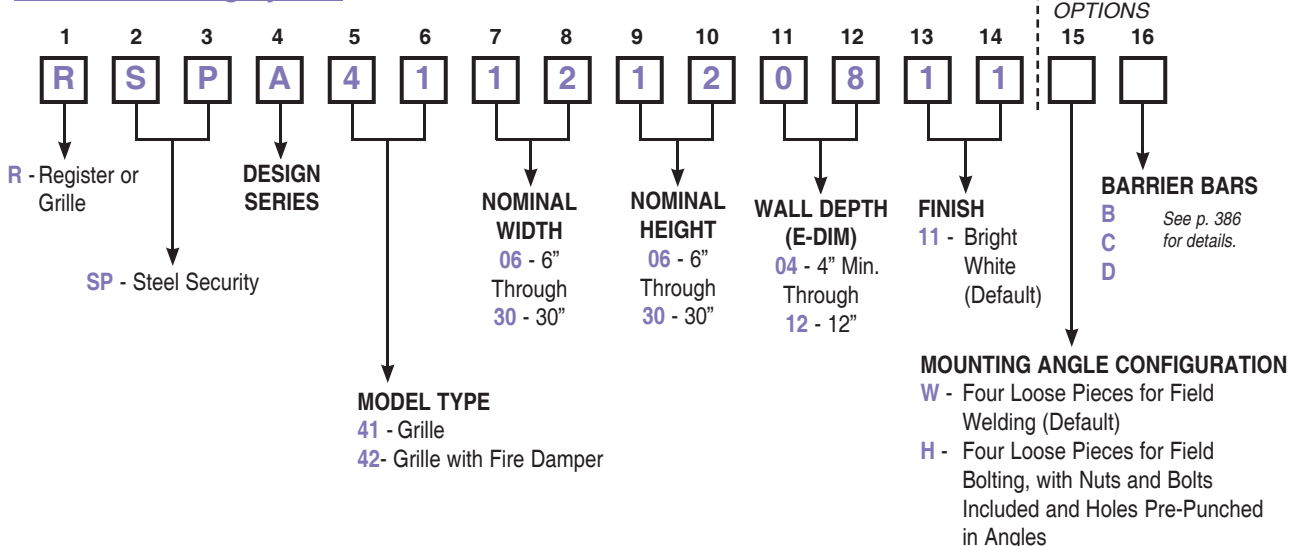 OPTIONS
1 2 3 4 5 6 7 8 9 10 11 12 13 14 15 16
R S P A 4 1 1 2 1 2 0 8 1 1
R - Register or
Grille
SP - Steel Security
DESIGN
SERIES
MODEL TYPE
41 - Grille
42- Grille with Fire Damper
NOMINAL
WIDTH
06 - 6”
Through
30 - 30”
NOMINAL
HEIGHT
06 - 6”
Through
30 - 30”
WALL DEPTH
(E-DIM)
04 - 4” Min.
Through
12 - 12”
FINISH
11 - Bright
White
(Default)
MOUNTING ANGLE CONFIGURATION
W - Four Loose Pieces for Field
Welding (Default)
H - Four Loose Pieces for Field
Bolting, with Nuts and Bolts
Included and Holes Pre-Punched
in Angles
BARRIER BARS
B
C
D
See p. 386
for details.